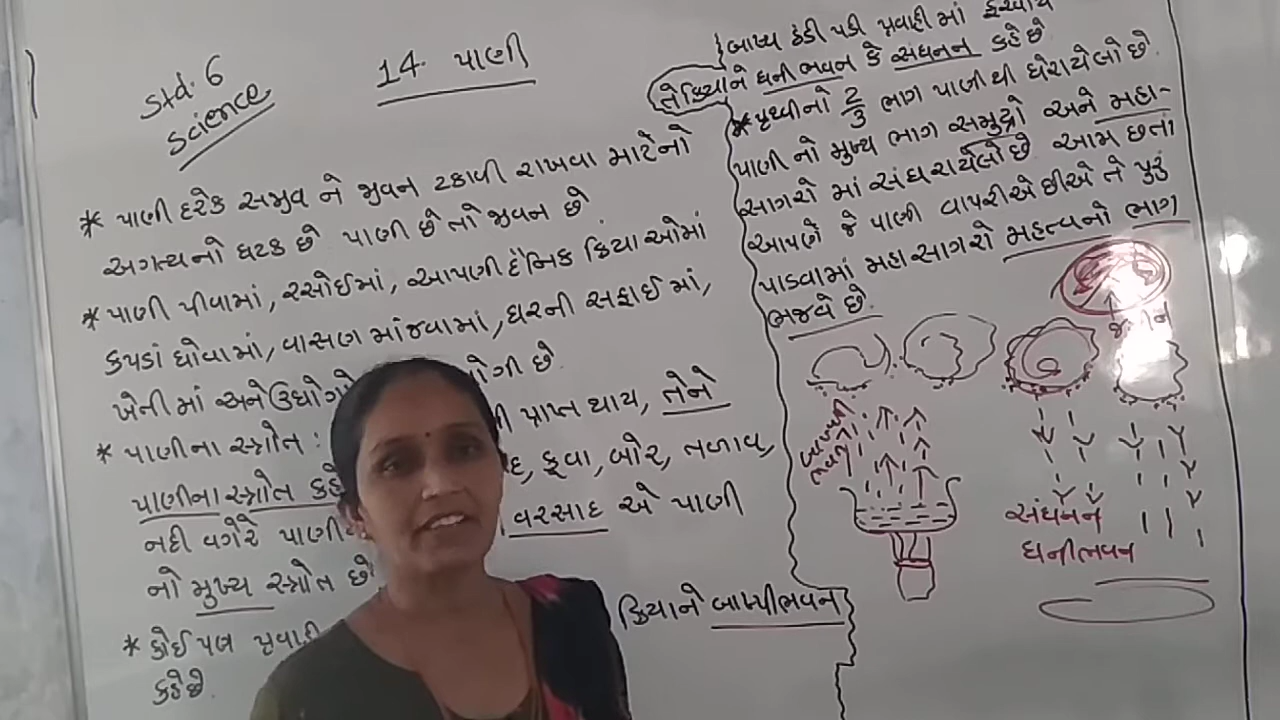 Std. 6
Science
14. પાણી
* પાણી દરેક સજીવ ને જીવન ટકાવી રાખવા માટેનો
અગત્યનો ઘટક છે પાણી છે તો જીવન છે
* પાણી પીવામાં, રસોઈમાં, આપણી દૈનિક ક્રિયાઓમાં
કપડાં ધોવામાં, વાસણ માંજવામાં, ઘરની સફાઈ માં,
ખેતી માં અને
છે.
* પાણીના સ્ત્રોત :
પ્રાપ્ત થાય, તેને
પાણીના સ્ત્રોત
કૂવા, બોર, તળાવ,
નદી વગેરે
વરસાદ એ પાણી
નો મુખ્ય સ્ત્રોત છે
* કોઈ પણ
ક્રિયાને બાષ્પીભવન
કહે છે.
બાષ્પ ઠંડી પડી પ્રવાહી માં
તે ક્રિયાને ઘની ભવન કે સંઘનન કહે છે
* પૃથ્વીનો 2/3 ભાગ પાણી થી ઘેરાયેલો છે.
પાણી નો મુખ્ય ભાગ સમુદ્રો અને મહા-
સાગરો માં સંઘરાયેલો છે આમ છતાં
આપણે જે પાણી વાપરીએ છીએ તે પુરું
પાડવામાં મહાસાગરો મહત્વનો ભાગ
ભજવે છે.
સંઘનન
ઘનીભવન